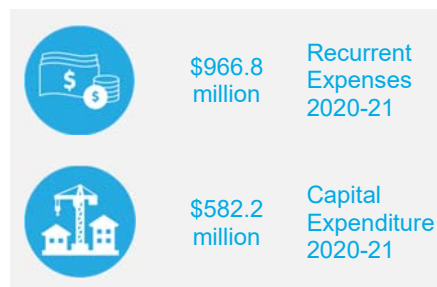 $
$
$966.8
million
Recurrent
Expenses
2020-21
$582.2
million
Capital
Expenditure
2020-21